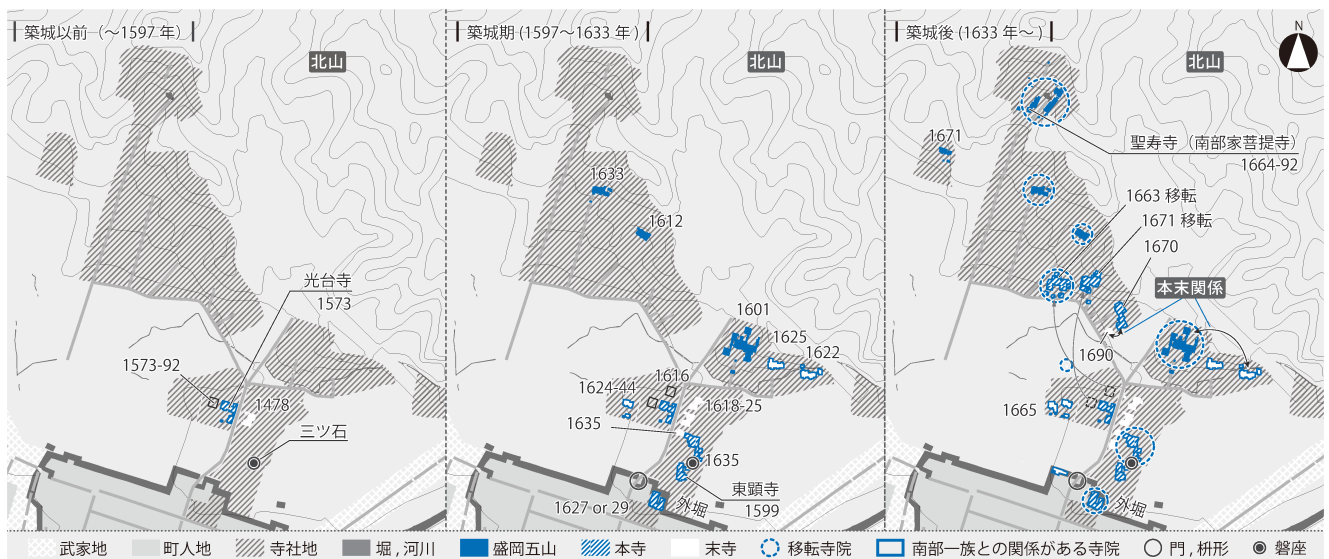 築城以前（～1597 年）
北山
光台寺
1573
1573-92
1478
三ツ石
築城期 (1597～1633 年 )
北山
1633
1612
1601
1625
1622
1616
1624-44
1618-25
1635
1635
東顕寺
1599
1627 or 29
外堀
築城後 (1633 年～ )
北山
N
1671
聖寿寺（南部家菩提寺）
1664-92
1663 移転
1671 移転
1670
本末関係
1690
1665
外堀
武家地 町人地 寺社地 堀 , 河川 盛岡五山 本寺 末寺 移転寺院 南部一族との関係がある寺院 門 , 枡形 磐座